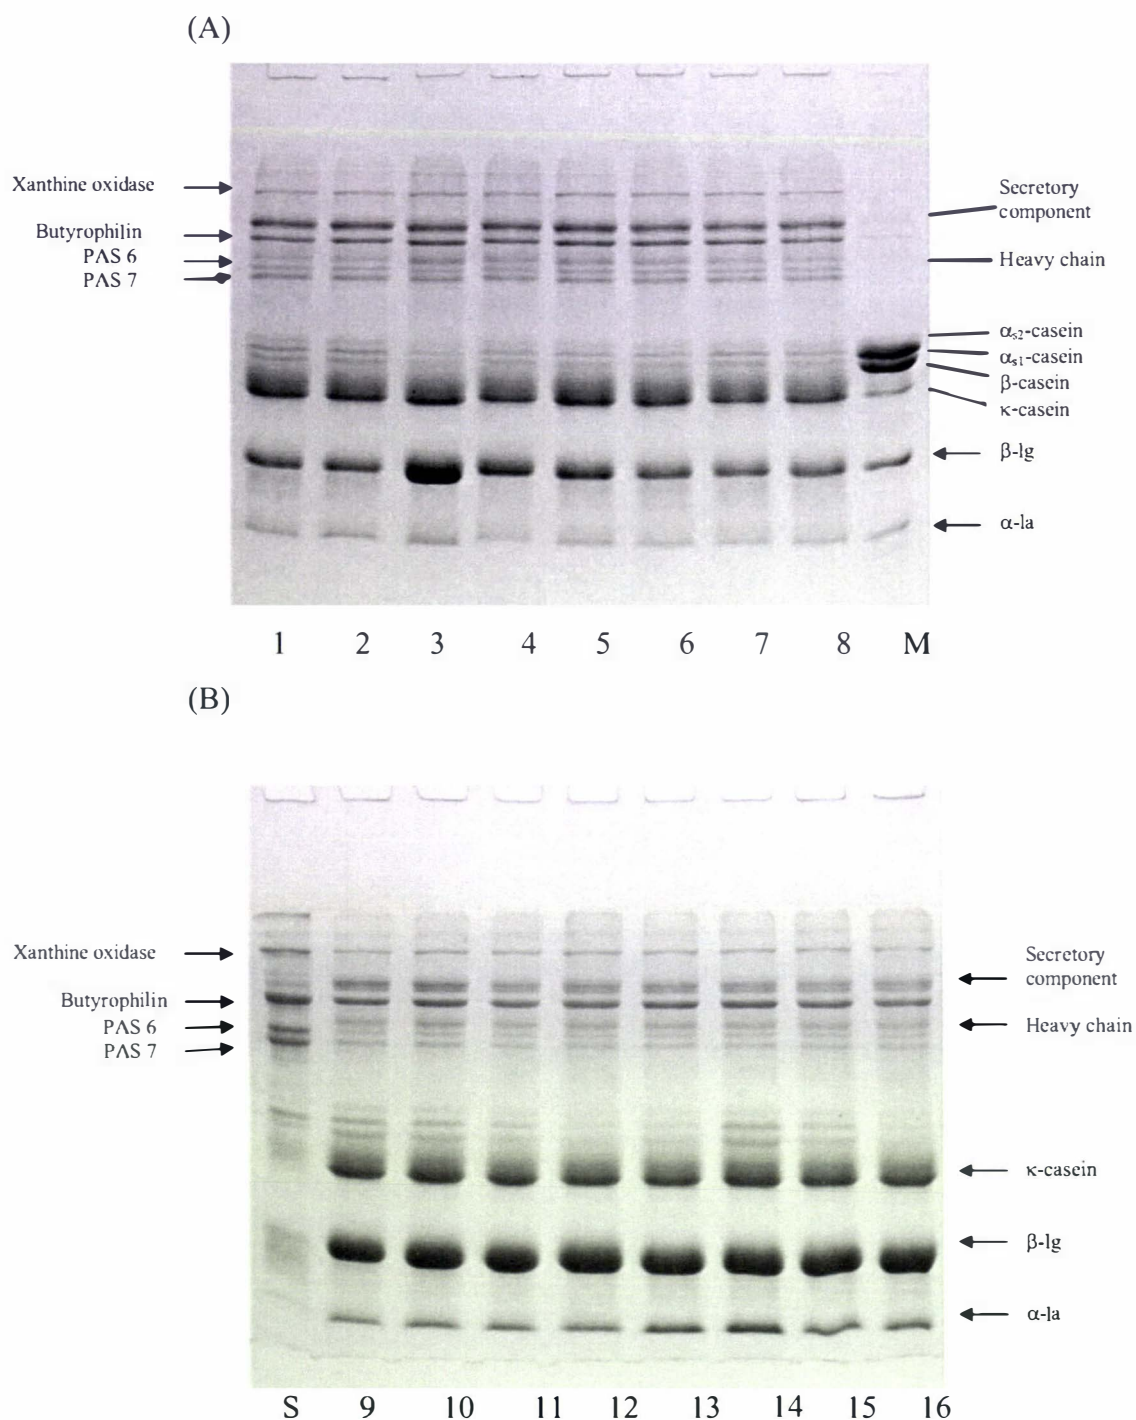 (A)
Xanthine oxidase
Butyrophilin
PAS 6
PAS 7
Secretory
component
Heavy chain
αs2-casein
αs1-casein
β-casein
κ-casein
β-lg
α-la
1 2 3 4 5 6 7 8 M
(B)
Xanthine oxidase
Butyrophilin
PAS 6
PAS 7
Secretory
component
Heavy chain
κ-casein
β-lg
α-la
S 9 10 11 12 13 14 15 16